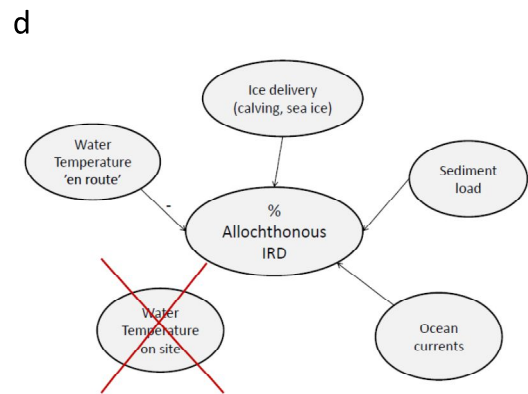 d
Ice delivery
(calving, sea ice)
Water
Temperature
'en route'
Sediment
load
-
%
Allochthonous
IRD
Water
Temperature
on site
Ocean
currents